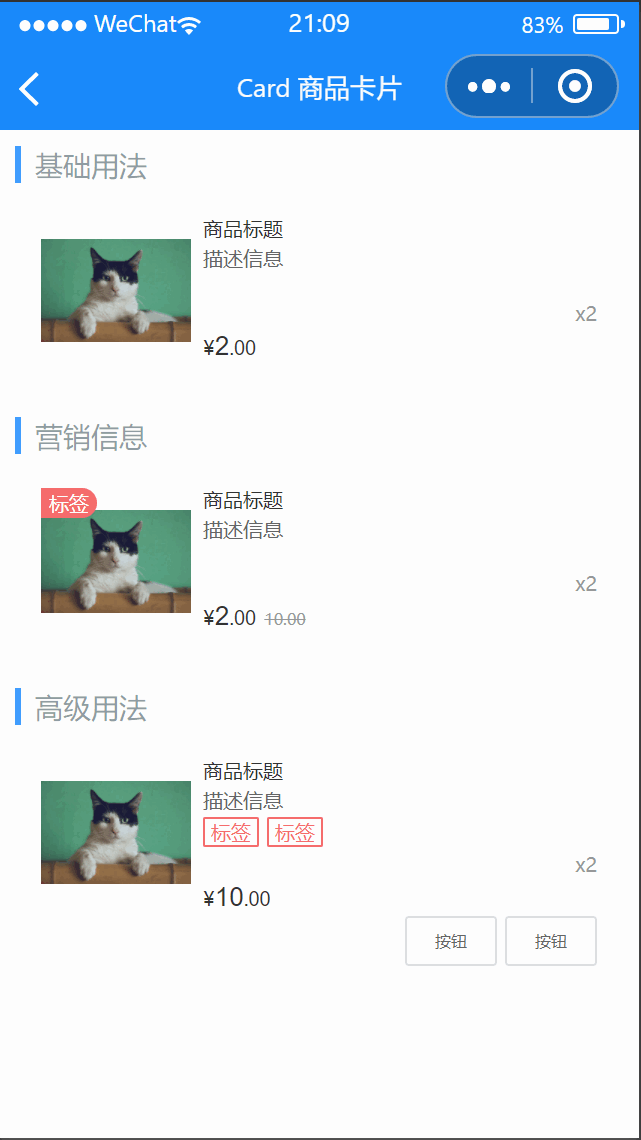 WeChat 21:09 83%
Card 商品卡片
基础用法
商品标题
描述信息
x2
¥2.00
营销信息
标签
商品标题
描述信息
x2
¥2.00 10.00
高级用法
商品标题
描述信息
标签 标签
x2
¥10.00
按钮 按钮